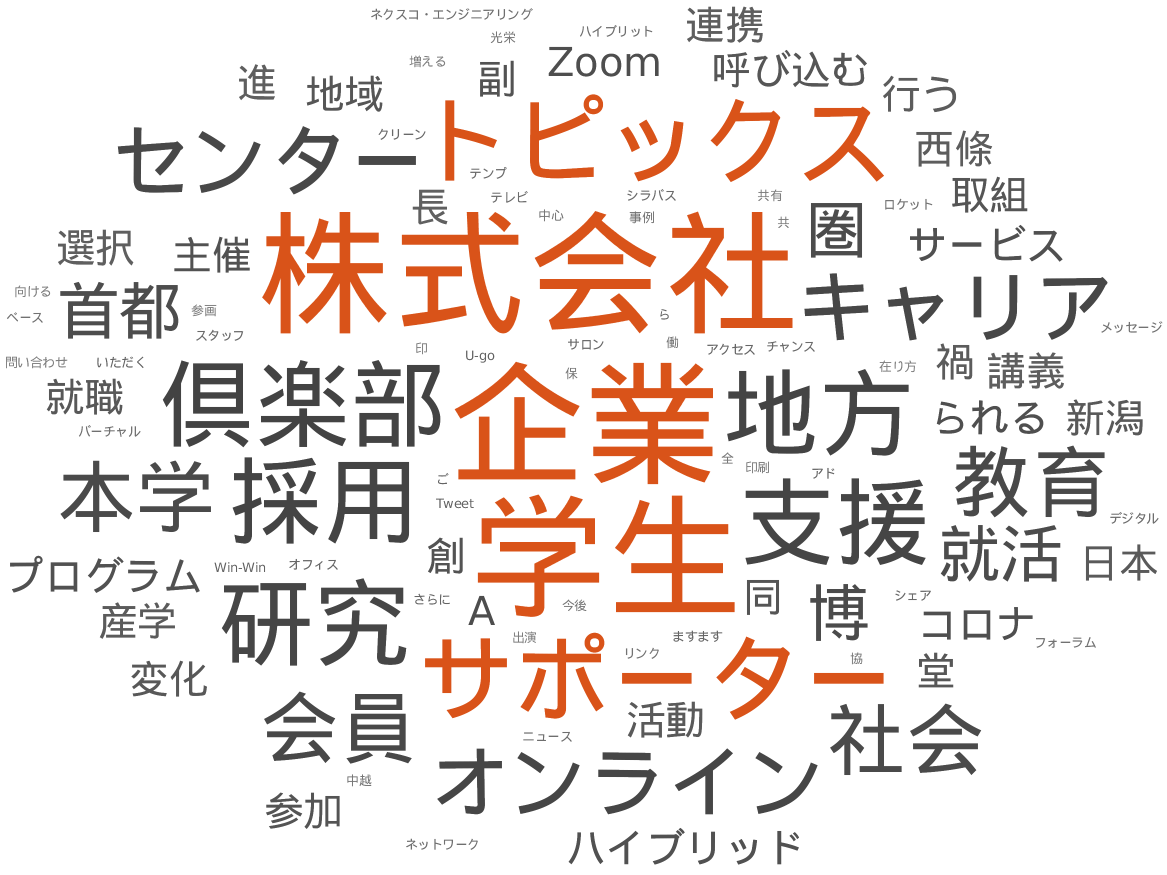 ネクスコ・エンジニアリング
連携
光栄
ハイブリット
増える
Zoom
呼び込む
進
地域
副
行う
トピックス
センター
クリーン
西條
テンプ
テレビ
シラバス
共有
取組
ロケット
長
中心
事例
共
圏
株式会社
選択
主催
サービス
向ける
首都
参画
ベース
スタッフ
ら
キャリア
メッセージ
問い合わせ
いただく
印
U-go
サロン
働
アクセス
チャンス
禍
講義
就職
倶楽部
保
企業
地方
在り方
バーチャル
られる
新潟
全
印刷
アド
本学
採用
ご
Tweet
学生
支援
教育
デジタル
プログラム
Win-Win
オフィス
創
就活
日本
産学
研究
さらに
A
今後
同
博
シェア
コロナ
出演
ますます
フォーラム
変化
サポーター
リンク
協
堂
会員
活動
社会
ニュース
中越
オンライン
参加
ネットワーク
ハイブリッド